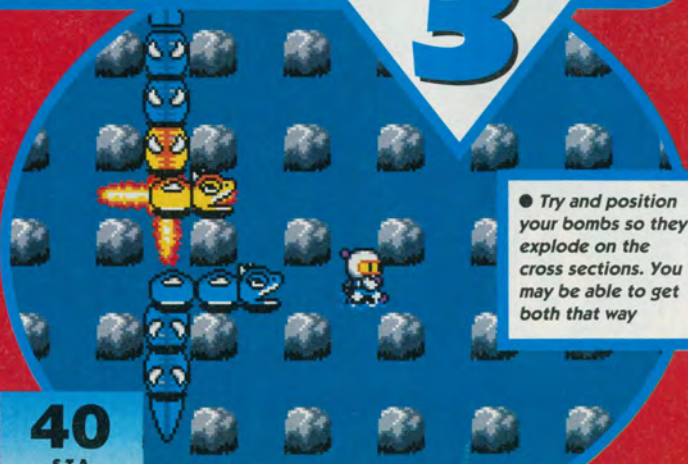 3
● Try and position
your bombs so they
explode on the
cross sections. You
may be able to get
both that way
40
STA